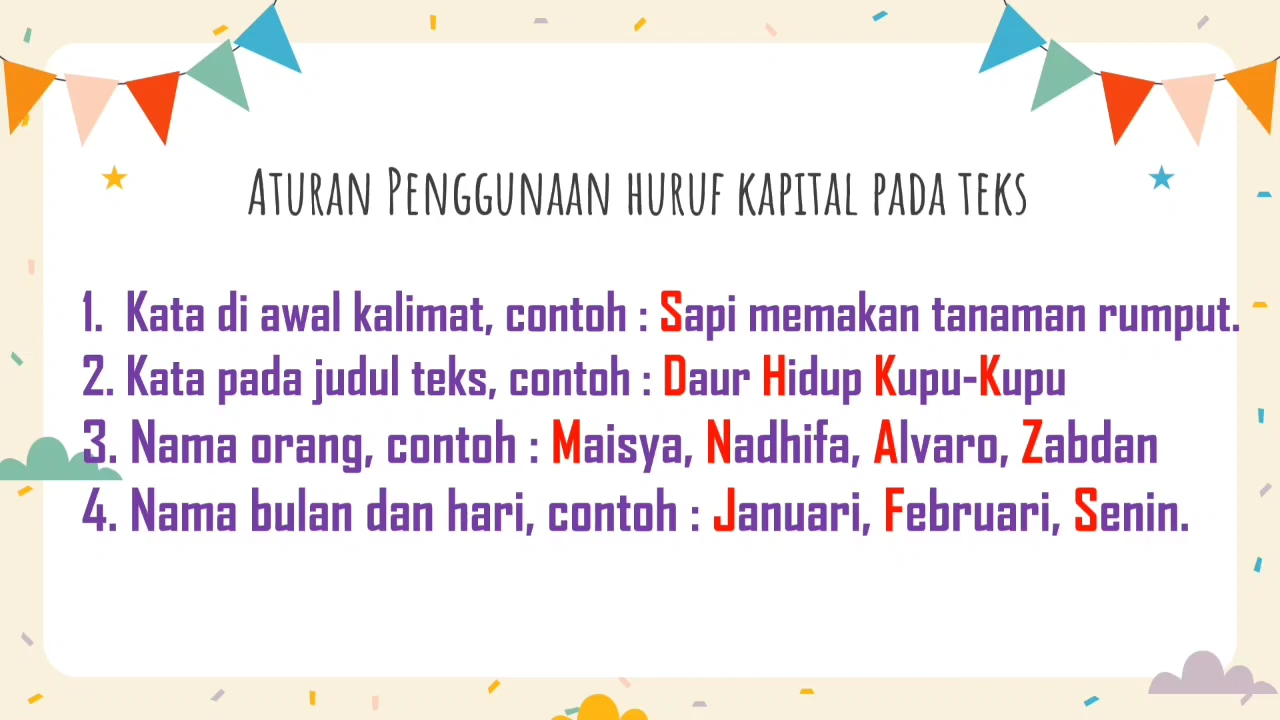 Aturan Penggunaan huruf kapital pada teks
1. Kata di awal kalimat, contoh : Sapi memakan tanaman rumput.
2. Kata pada judul teks, contoh : Daur Hidup Kupu-Kupu
3. Nama orang, contoh : Maisya, Nadhifa, Alvaro, Zabdan
4. Nama bulan dan hari, contoh : Januari, Februari, Senin.